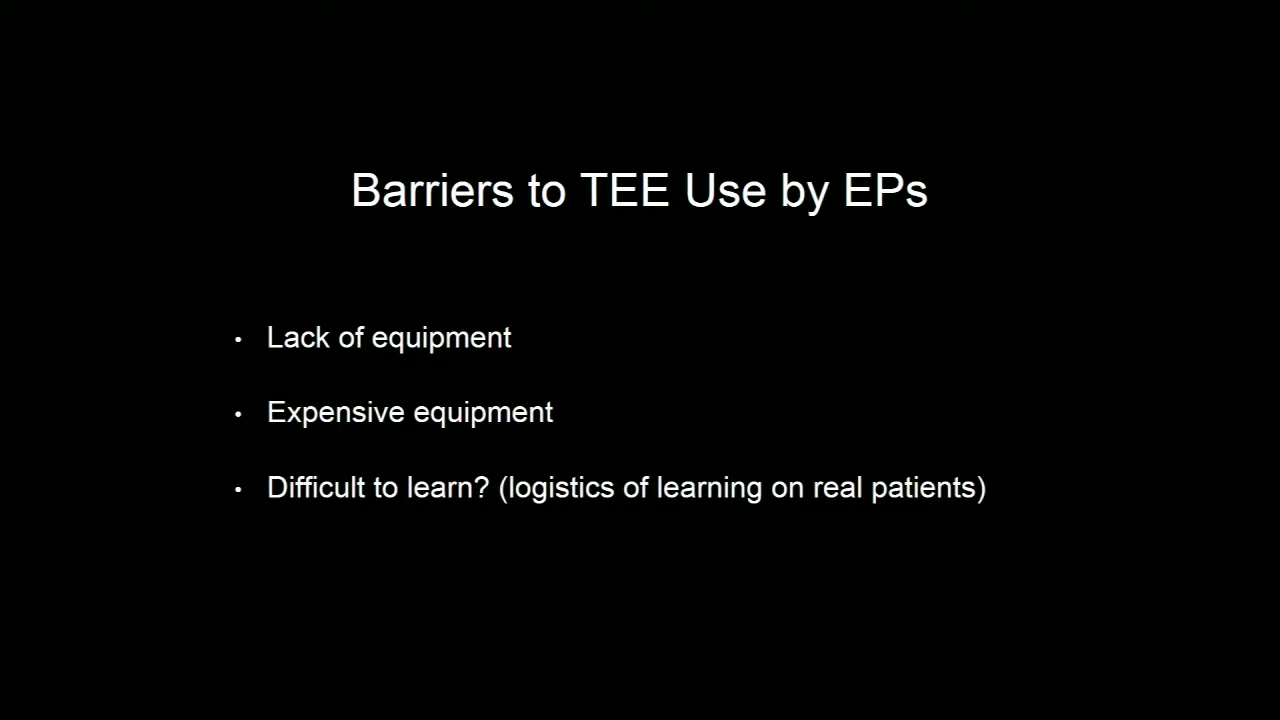 Barriers to TEE Use by EPs
• Lack of equipment
• Expensive equipment
• Difficult to learn? (logistics of learning on real patients)